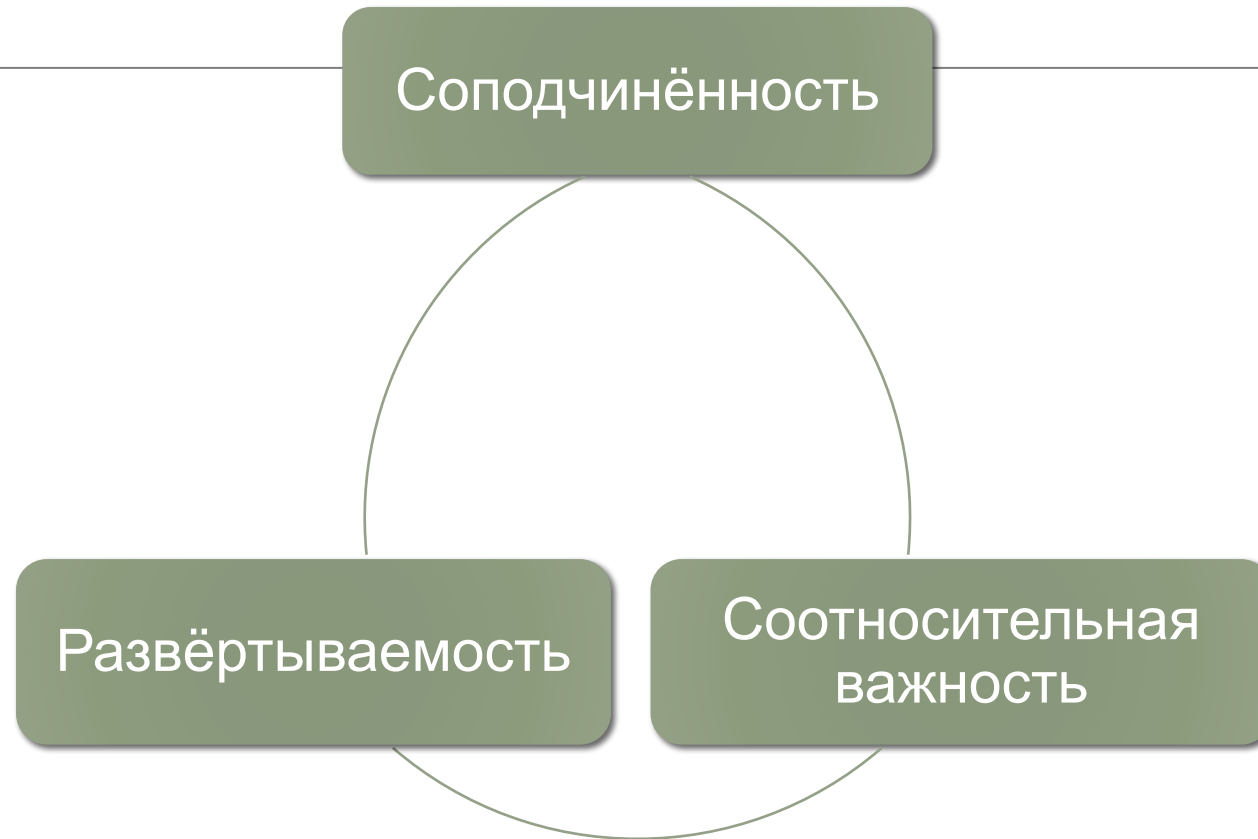 Соподчинённость
Развёртываемость
Соотносительная
важность